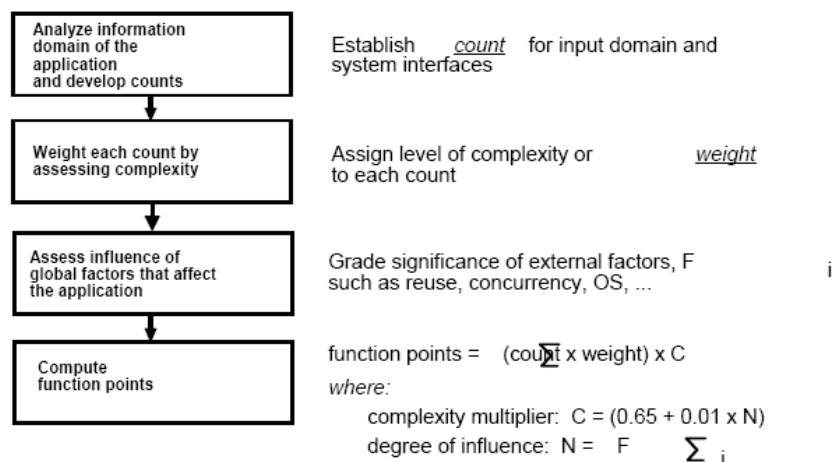 Analyze information
domain of the
application
and develop counts
Establish count for input domain and
system interfaces
Weight each count by
assessing complexity
Assign level of complexity or weight
to each count
Assess influence of
global factors that affect
the application
Grade significance of external factors, F i
such as reuse, concurrency, OS, ...
Compute
function points
function points = (count x weight) x C
∑
where:
complexity multiplier: C = (0.65 + 0.01 x N)
degree of influence: N = F ∑ i